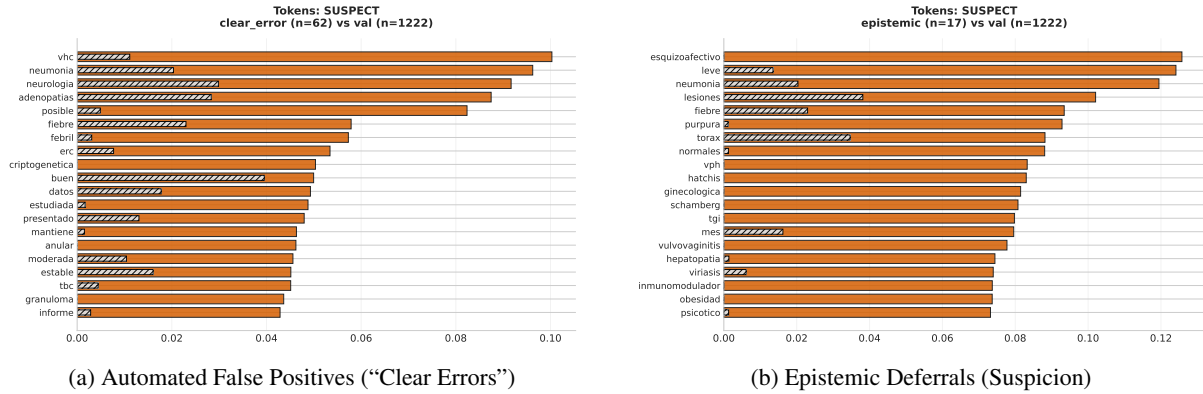 Tokens: SUSPECT
clear_error (n=62) vs val (n=1222)
vhc
neumonia
neurologia
adenopatias
posible
fiebre
febril
erc
criptogenetica
buen
datos
estudiada
presentado
mantiene
anular
moderada
estable
tbc
granuloma
informe
0.00 0.02 0.04 0.06 0.08 0.10
(a) Automated False Positives (“Clear Errors”)
Tokens: SUSPECT
epistemic (n=17) vs val (n=1222)
esquizoafectivo
leve
neumonia
lesiones
fiebre
purpura
torax
normales
vph
hatchis
ginecologica
schamberg
tgi
mes
vulvovaginitis
hepatopatia
viriasis
inmunomodulador
obesidad
psicotico
0.00 0.02 0.04 0.06 0.08 0.10 0.12
(b) Epistemic Deferrals (Suspicion)